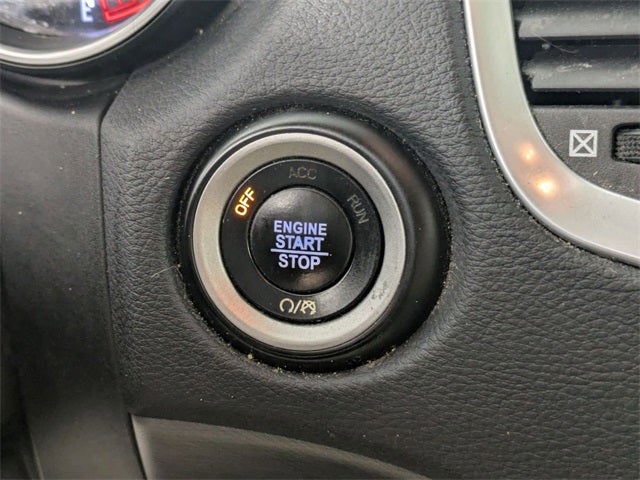 OFF
ACC
RUN
ENGINE
START
STOP